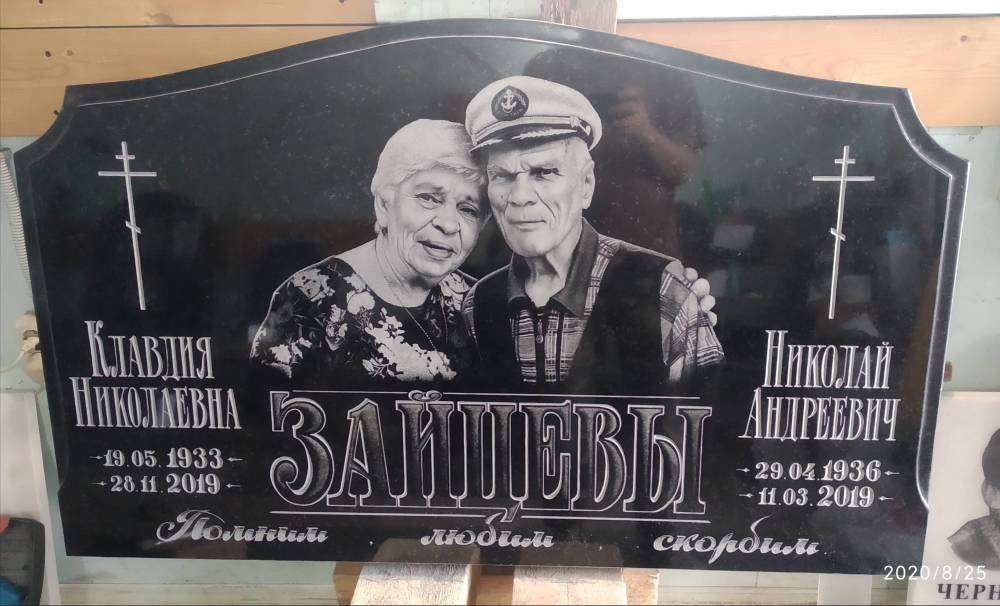 Клавдия
Николаевна
19.05.1933
28.11.2019
Николай
Андреевич
29.04.1936
11.03.2019
ЗАЙЦЕВЫ
Помним любим скорбим
2020/8/25
ЧЕРН